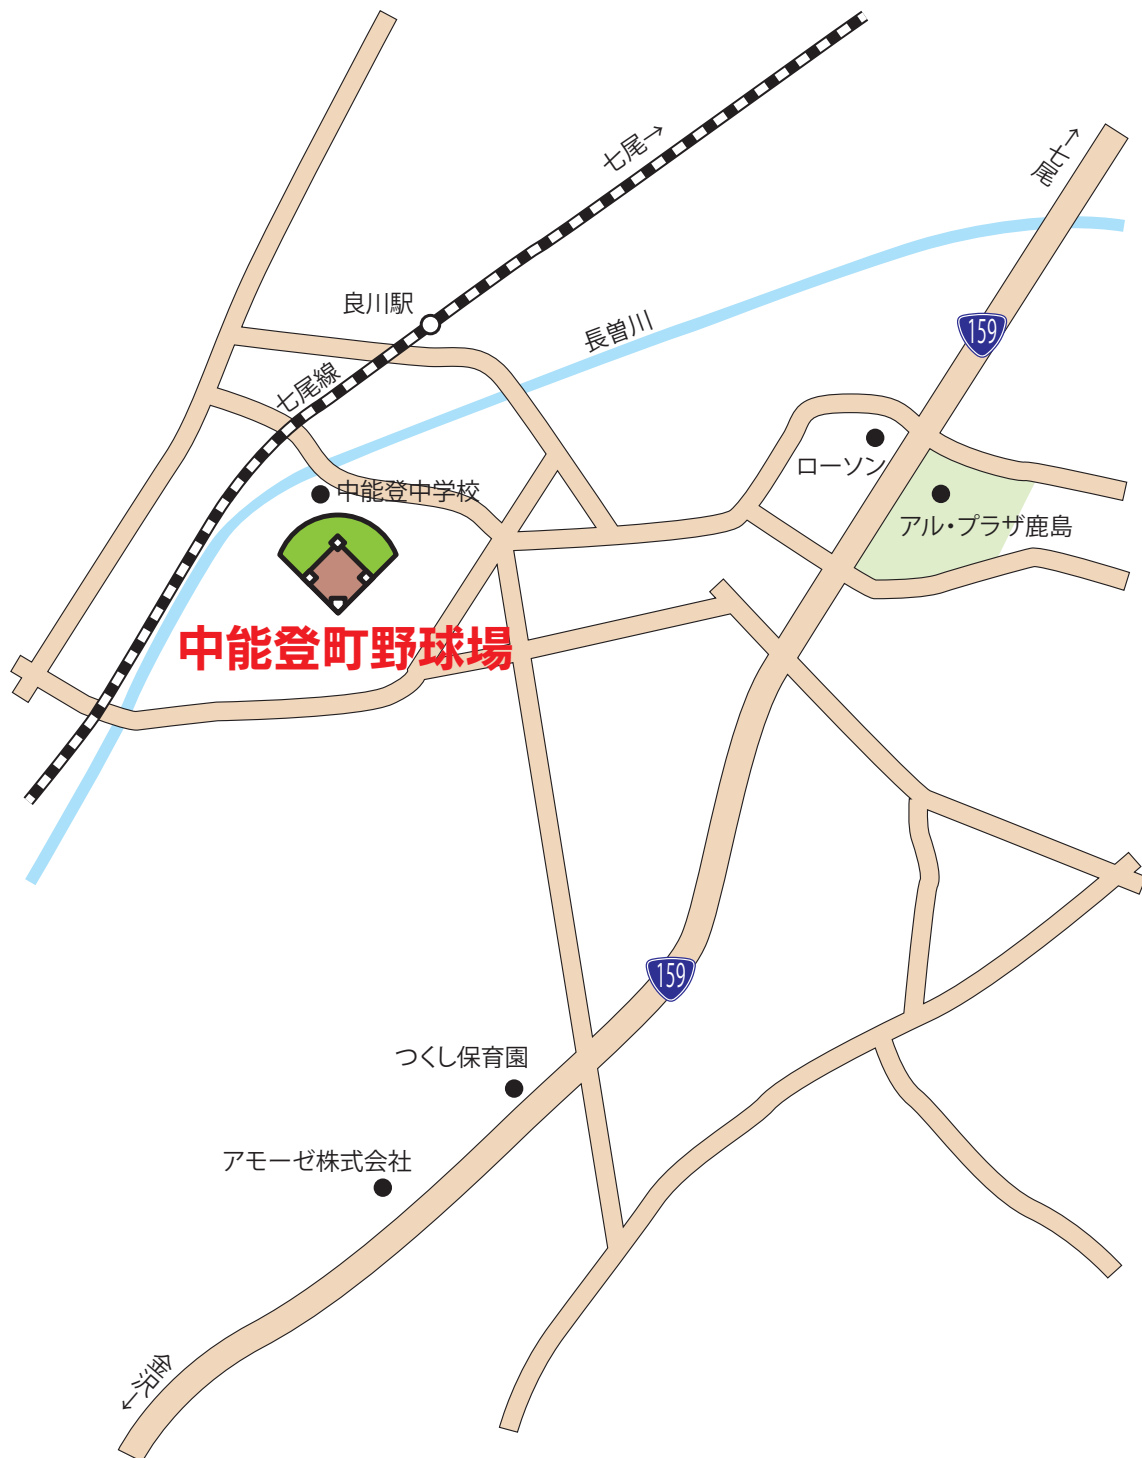 七尾→
七尾→
良川駅
長曽川
159
七尾線
ローソン
中能登中学校
アル・プラザ鹿島
中能登町野球場
159
つくし保育園
アモーゼ株式会社
←金沢